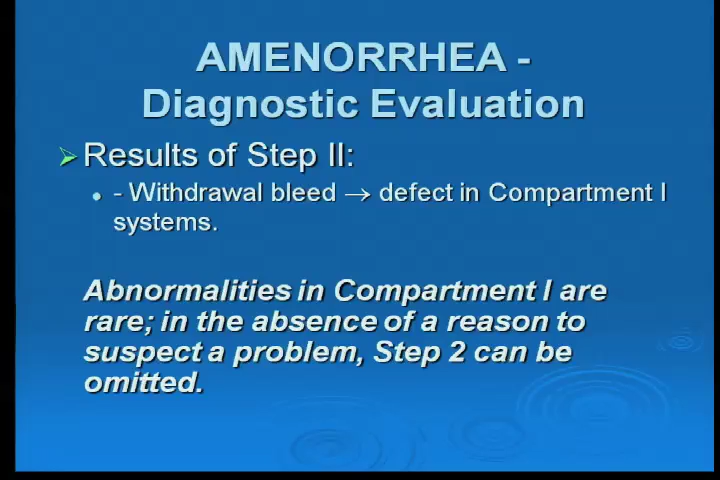 AMENORRHEA -
Diagnostic Evaluation
Results of Step II:
- Withdrawal bleed → defect in Compartment I
systems.
Abnormalities in Compartment I are
rare; in the absence of a reason to
suspect a problem, Step 2 can be
omitted.